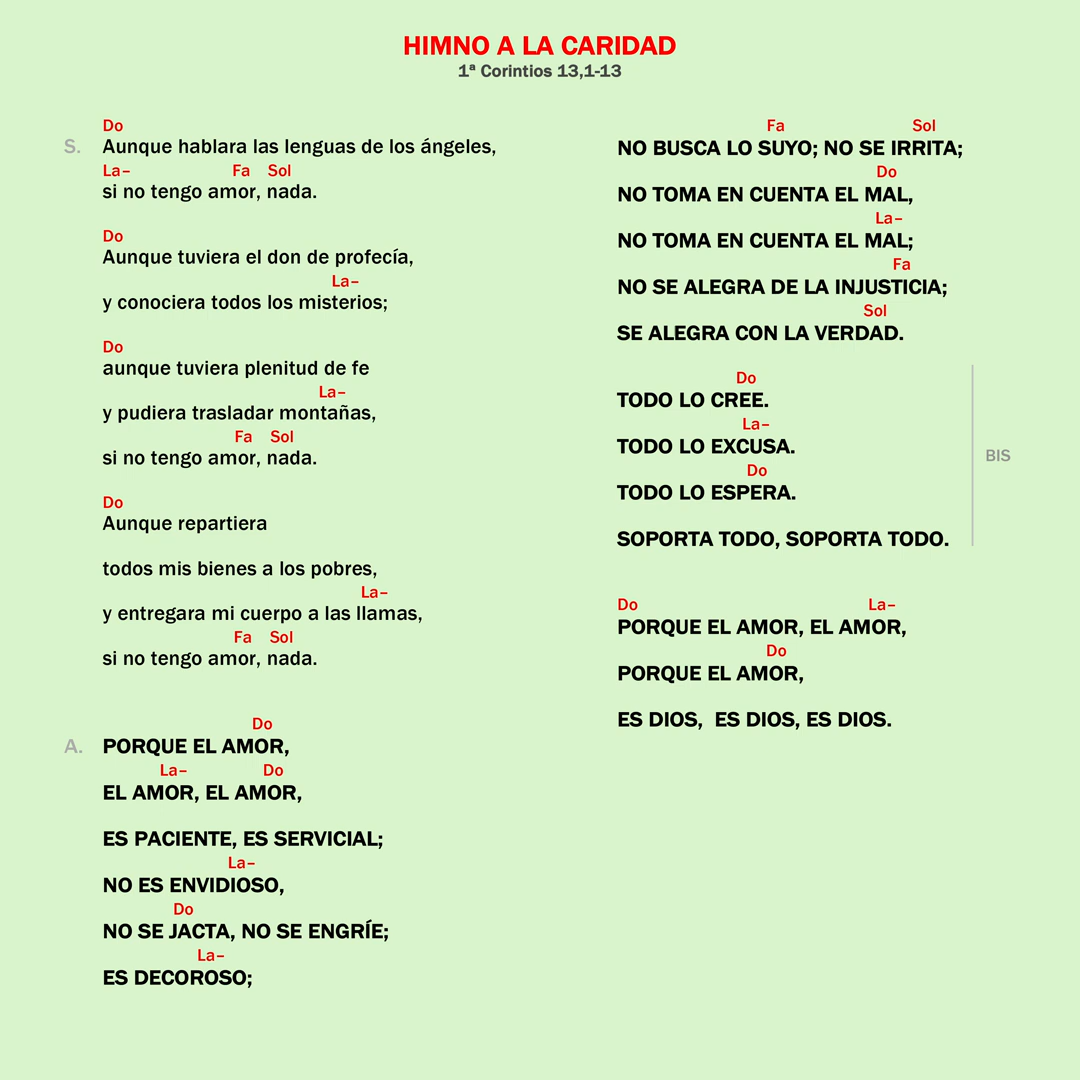 HIMNO A LA CARIDAD
1ª Corintios 13,1-13
Do
S. Aunque hablara las lenguas de los ángeles,
La– Fa Sol
si no tengo amor, nada.
Do
Aunque tuviera el don de profecía,
La–
y conociera todos los misterios;
Do
aunque tuviera plenitud de fe
La–
y pudiera trasladar montañas,
Fa Sol
si no tengo amor, nada.
Do
Aunque repartiera
todos mis bienes a los pobres,
La–
y entregara mi cuerpo a las llamas,
Fa Sol
si no tengo amor, nada.
Do
A. PORQUE EL AMOR,
La– Do
EL AMOR, EL AMOR,
ES PACIENTE, ES SERVICIAL;
La–
NO ES ENVIDIOSO,
Do
NO SE JACTA, NO SE ENGRÍE;
La–
ES DECOROSO;
Fa Sol
NO BUSCA LO SUYO; NO SE IRRITA;
Do
NO TOMA EN CUENTA EL MAL,
La–
NO TOMA EN CUENTA EL MAL;
Fa
NO SE ALEGRA DE LA INJUSTICIA;
Sol
SE ALEGRA CON LA VERDAD.
Do
TODO LO CREE.
La–
TODO LO EXCUSA.
Do
TODO LO ESPERA.
SOPORTA TODO, SOPORTA TODO.
BIS
Do La–
PORQUE EL AMOR, EL AMOR,
Do
PORQUE EL AMOR,
ES DIOS, ES DIOS, ES DIOS.